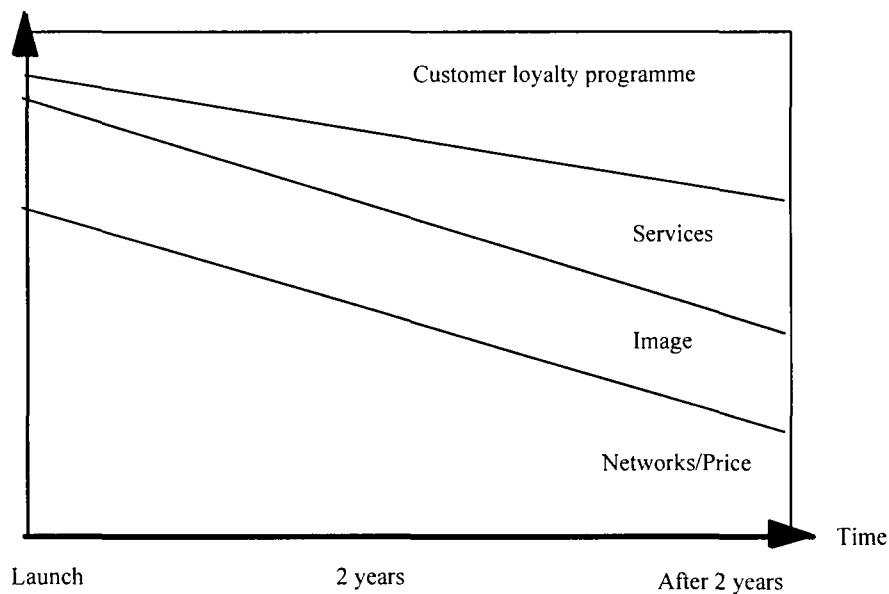 Customer loyalty programme
Services
Image
Networks/Price
Time
Launch
2 years
After 2 years